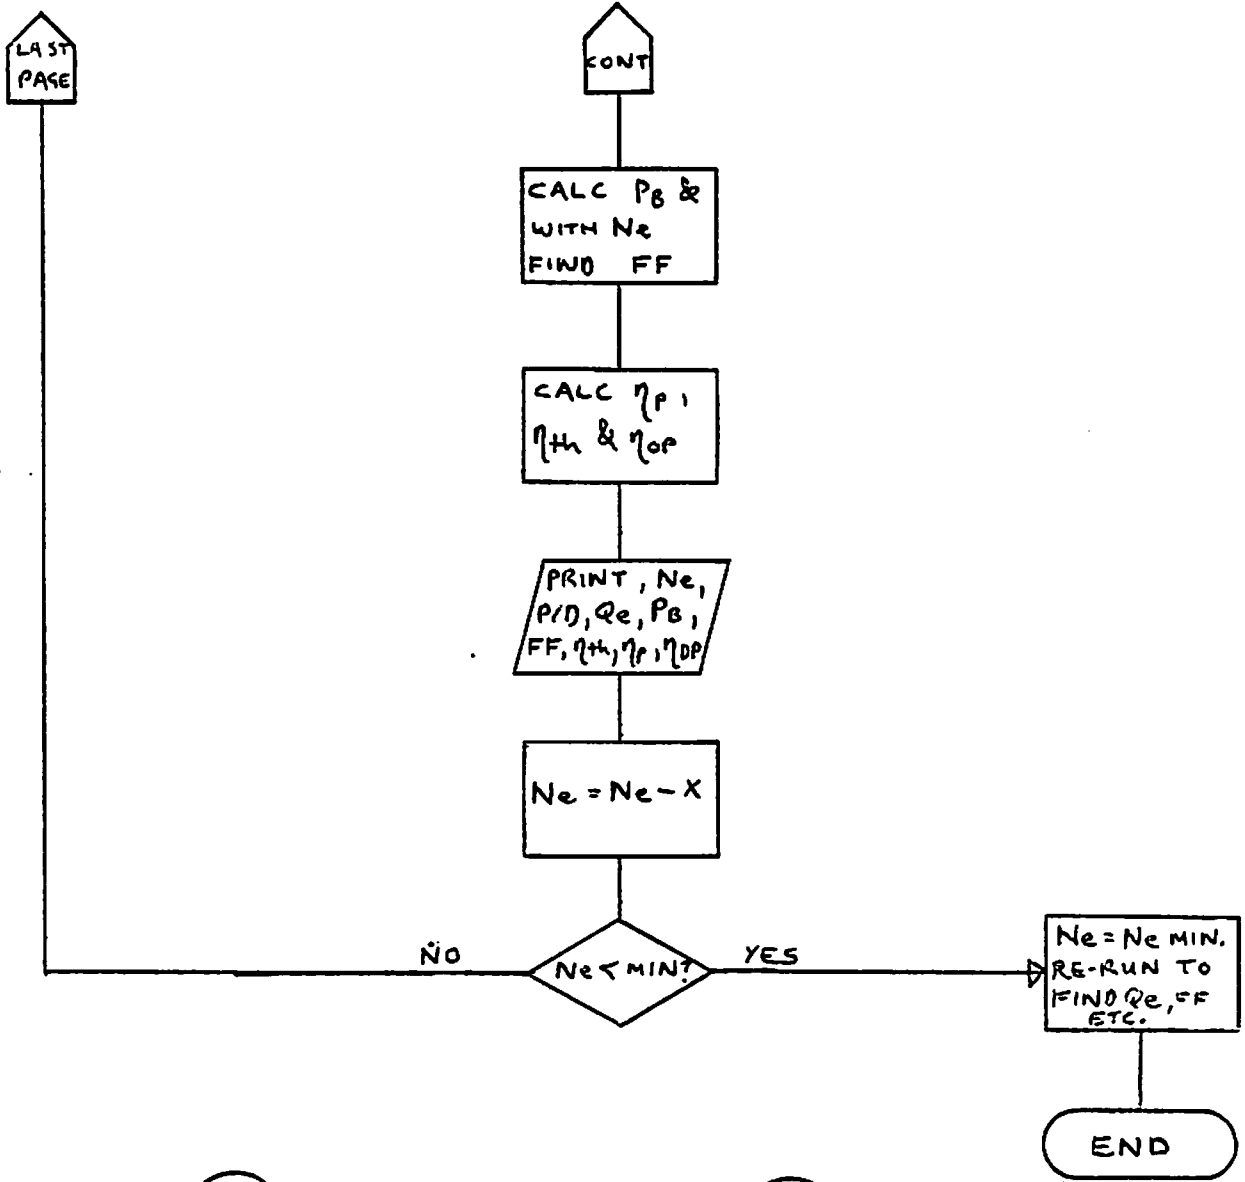 LAST
PAGE
CONT
CALC PB &
WITH Ne
FIND FF
CALC ηp,
ηth & ηop
PRINT, Ne,
P/D, Qe, PB,
FF, ηth, ηp, ηop
Ne = Ne - X
NO
Ne < MIN?
YES
Ne = Ne MIN.
RE-RUN TO
FIND Qe, FF
ETC.
END